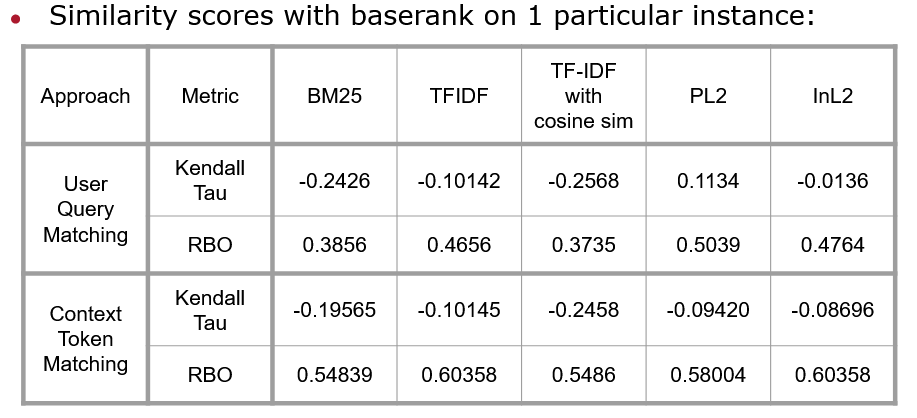 • Similarity scores with baserank on 1 particular instance:
Approach Metric BM25 TFIDF TF-IDF with cosine sim PL2 InL2
User Query Matching
Kendall Tau -0.2426 -0.10142 -0.2568 0.1134 -0.0136
RBO 0.3856 0.4656 0.3735 0.5039 0.4764
Context Token Matching
Kendall Tau -0.19565 -0.10145 -0.2458 -0.09420 -0.08696
RBO 0.54839 0.60358 0.5486 0.58004 0.60358